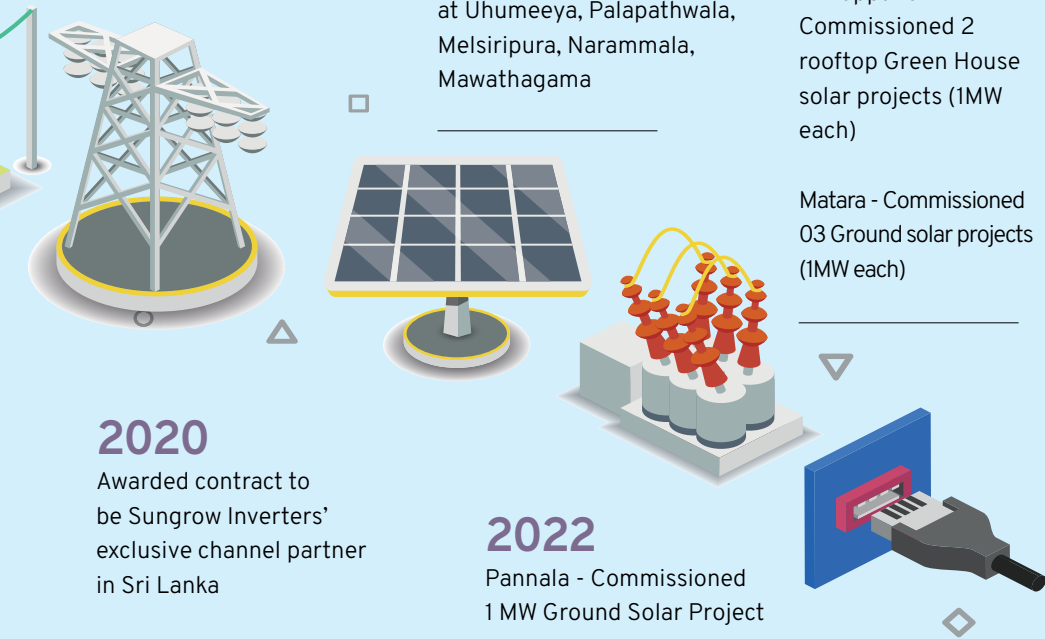 at Uhumeeya, Palapathwala,
Melsiripura, Narammala,
Mawathagama
Commissioned 2
rooftop Green House
solar projects (1MW
each)
Matara - Commissioned
03 Ground solar projects
(1MW each)
2020
Awarded contract to
be Sungrow Inverters’
exclusive channel partner
in Sri Lanka
2022
Pannala - Commissioned
1 MW Ground Solar Project